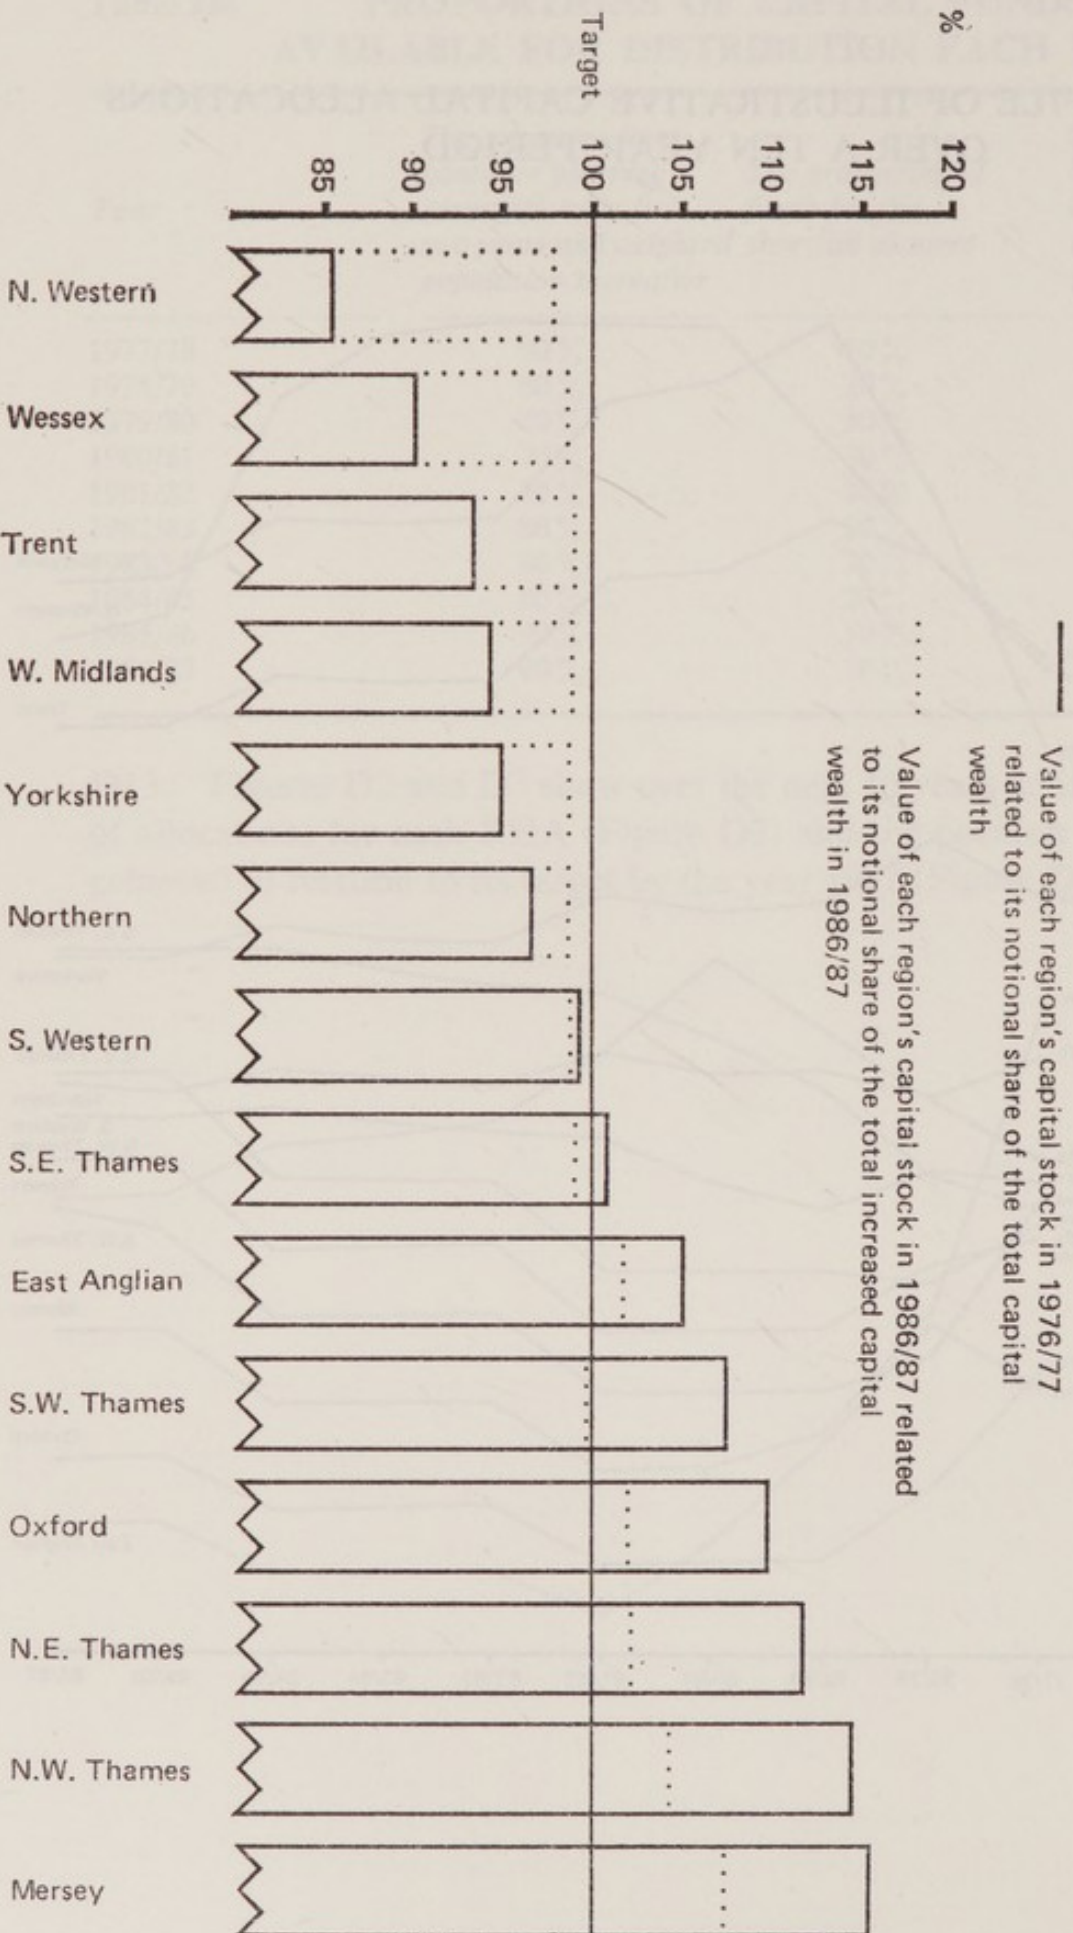 %
120
115
110
105
100
95
90
85
Target
Value of each region's capital stock in 1976/77
related to its notional share of the total capital
wealth
Value of each region's capital stock in 1986/87 related
to its notional share of the total increased capital
wealth in 1986/87
N. Western
Wessex
Trent
W. Midlands
Yorkshire
Northern
S. Western
S.E. Thames
East Anglian
S.W. Thames
Oxford
N.E. Thames
N.W. Thames
Mersey